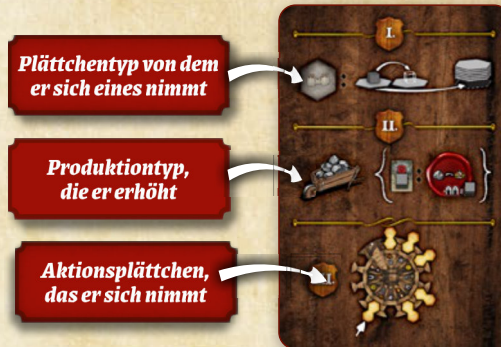 I.
Plättchentyp von dem
er sich eines nimmt
II.
Produktiontyp,
die er erhöht
Aktionsplättchen,
das er sich nimmt